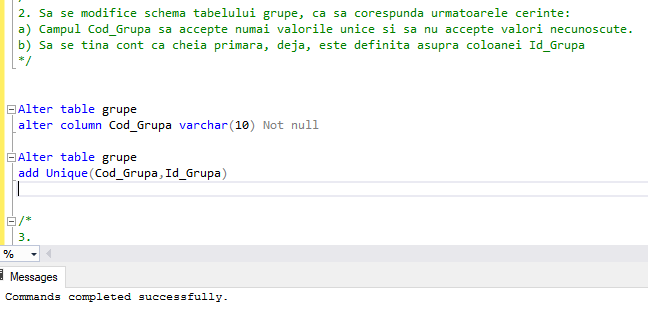 2. Sa se modifice schema tabelului grupe, ca sa corespunda urmatoarele cerinte:
a) Campul Cod_Grupa sa accepte numai valorile unice si sa nu accepte valori necunoscute.
b) Sa se tina cont ca cheia primara, deja, este definita asupra coloanei Id_Grupa
*/
Alter table grupe
alter column Cod_Grupa varchar(10) Not null
Alter table grupe
add Unique(Cod_Grupa,Id_Grupa)
/*
3.
%
Messages
Commands completed successfully.